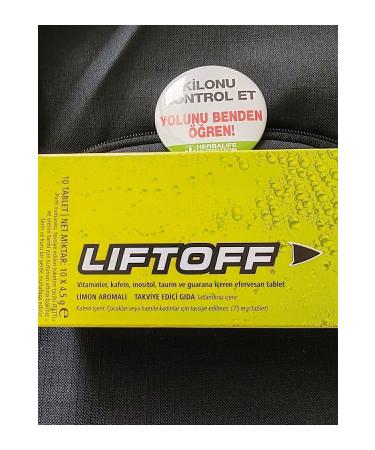 KİLONU
KONTROL ET
YOLUNU BENDEN
ÖĞREN!
HERBALIFE
NUTRITION
LIFTOFF
Vitaminler, kafein, inositol, taurin ve guarana içeren efervesan tablet
LİMON AROMALI TAKVİYE EDİCİ GIDA Tatlandırıcı içerir.
Kafein içerir. Çocuklar veya hamile kadınlar için tavsiye edilmez. (75 mg/tablet)
10 TABLET | NET MİKTAR: 10 X 4,5 g e